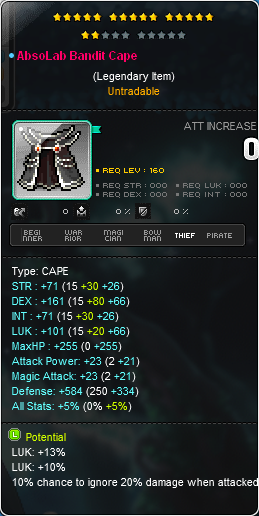 AbsoLab Bandit Cape
(Legendary Item)
Untradable
ATT INCREASE
0
REQ LEV : 160
REQ STR : 000 REQ LUK : 000
REQ DEX : 000 REQ INT : 000
0 0 % 0 %
BEGINNER WARRIOR MAGICIAN BOWMAN THIEF PIRATE
Type: CAPE
STR : +71 (15 +30 +26)
DEX : +161 (15 +80 +66)
INT : +71 (15 +30 +26)
LUK : +101 (15 +20 +66)
MaxHP : +255 (0 +255)
Attack Power: +23 (2 +21)
Magic Attack: +23 (2 +21)
Defense: +584 (250 +334)
All Stats: +5% (0% +5%)
L Potential
LUK: +13%
LUK: +10%
10% chance to ignore 20% damage when attacked